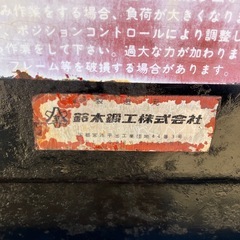 み作業をする場合、負荷が大きくなり
、ポジションコントロールにより調整し
作業をして下さい。過大な力が加わりま
フレーム等を破損する場合があります
鈴木鍛工株式会社